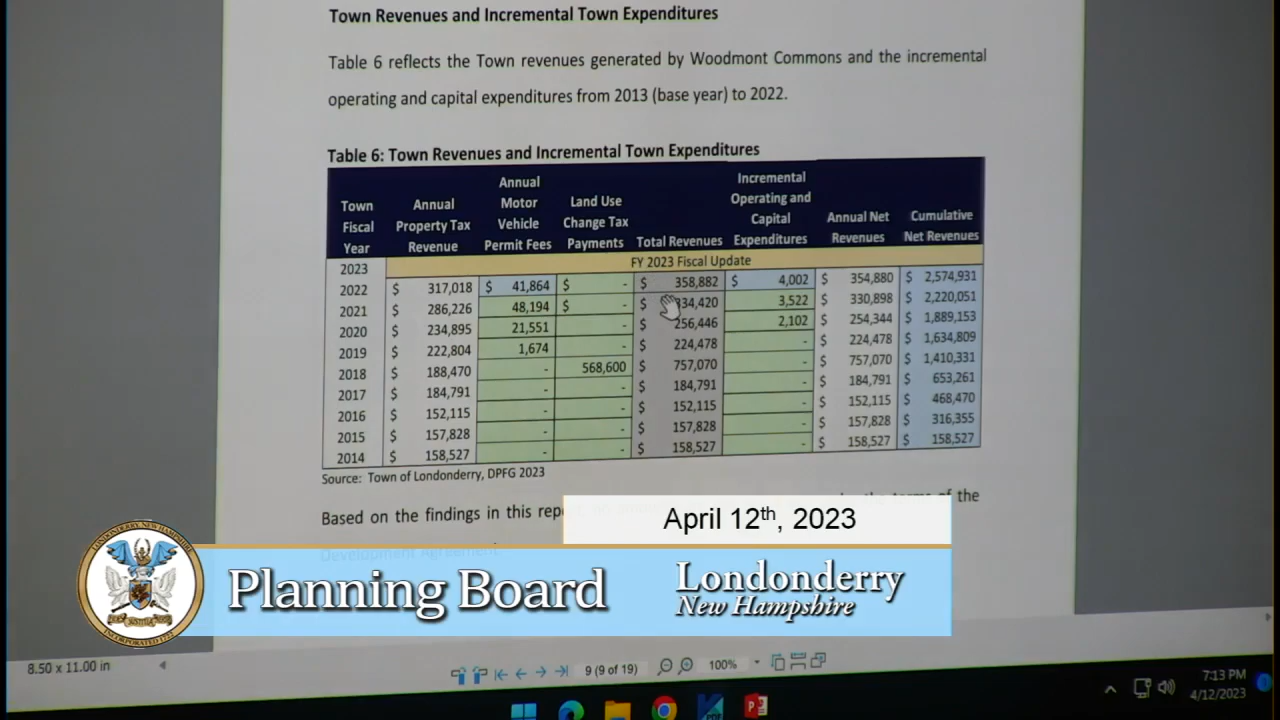 Town Revenues and Incremental Town Expenditures
Table 6 reflects the Town revenues generated by Woodmont Commons and the incremental
operating and capital expenditures from 2013 (base year) to 2022.
Table 6: Town Revenues and Incremental Town Expenditures
Town Fiscal Year | Annual Property Tax Revenue | Annual Motor Vehicle Permit Fees | Land Use Change Tax Payments | Total Revenues | Incremental Operating and Capital Expenditures | Annual Net Revenues | Cumulative Net Revenues
2023 FY 2023 Fiscal Update
2022 $ 317,018 $ 41,864 $ - $ 358,882 $ 4,002 $ 354,880 $ 2,574,931
2021 $ 286,226 48,194 $ - $ 334,420 3,522 $ 330,898 $ 2,220,051
2020 $ 234,895 21,551 - $ 256,446 2,102 $ 254,344 $ 1,889,153
2019 $ 222,804 1,674 - $ 224,478 - $ 224,478 $ 1,634,809
2018 $ 188,470 - 568,600 $ 757,070 - $ 757,070 $ 1,410,331
2017 $ 184,791 - - $ 184,791 - $ 184,791 $ 653,261
2016 $ 152,115 - - $ 152,115 - $ 152,115 $ 468,470
2015 $ 157,828 - - $ 157,828 - $ 157,828 $ 316,355
2014 $ 158,527 - - $ 158,527 - $ 158,527 $ 158,527
Source: Town of Londonderry, DPFG 2023
Based on the findings in this of the
April 12th, 2023
Planning Board
Londonderry
New Hampshire
8.50 x 11.00 in
9 (9 of 19)
100%
7:13 PM
4/12/2023